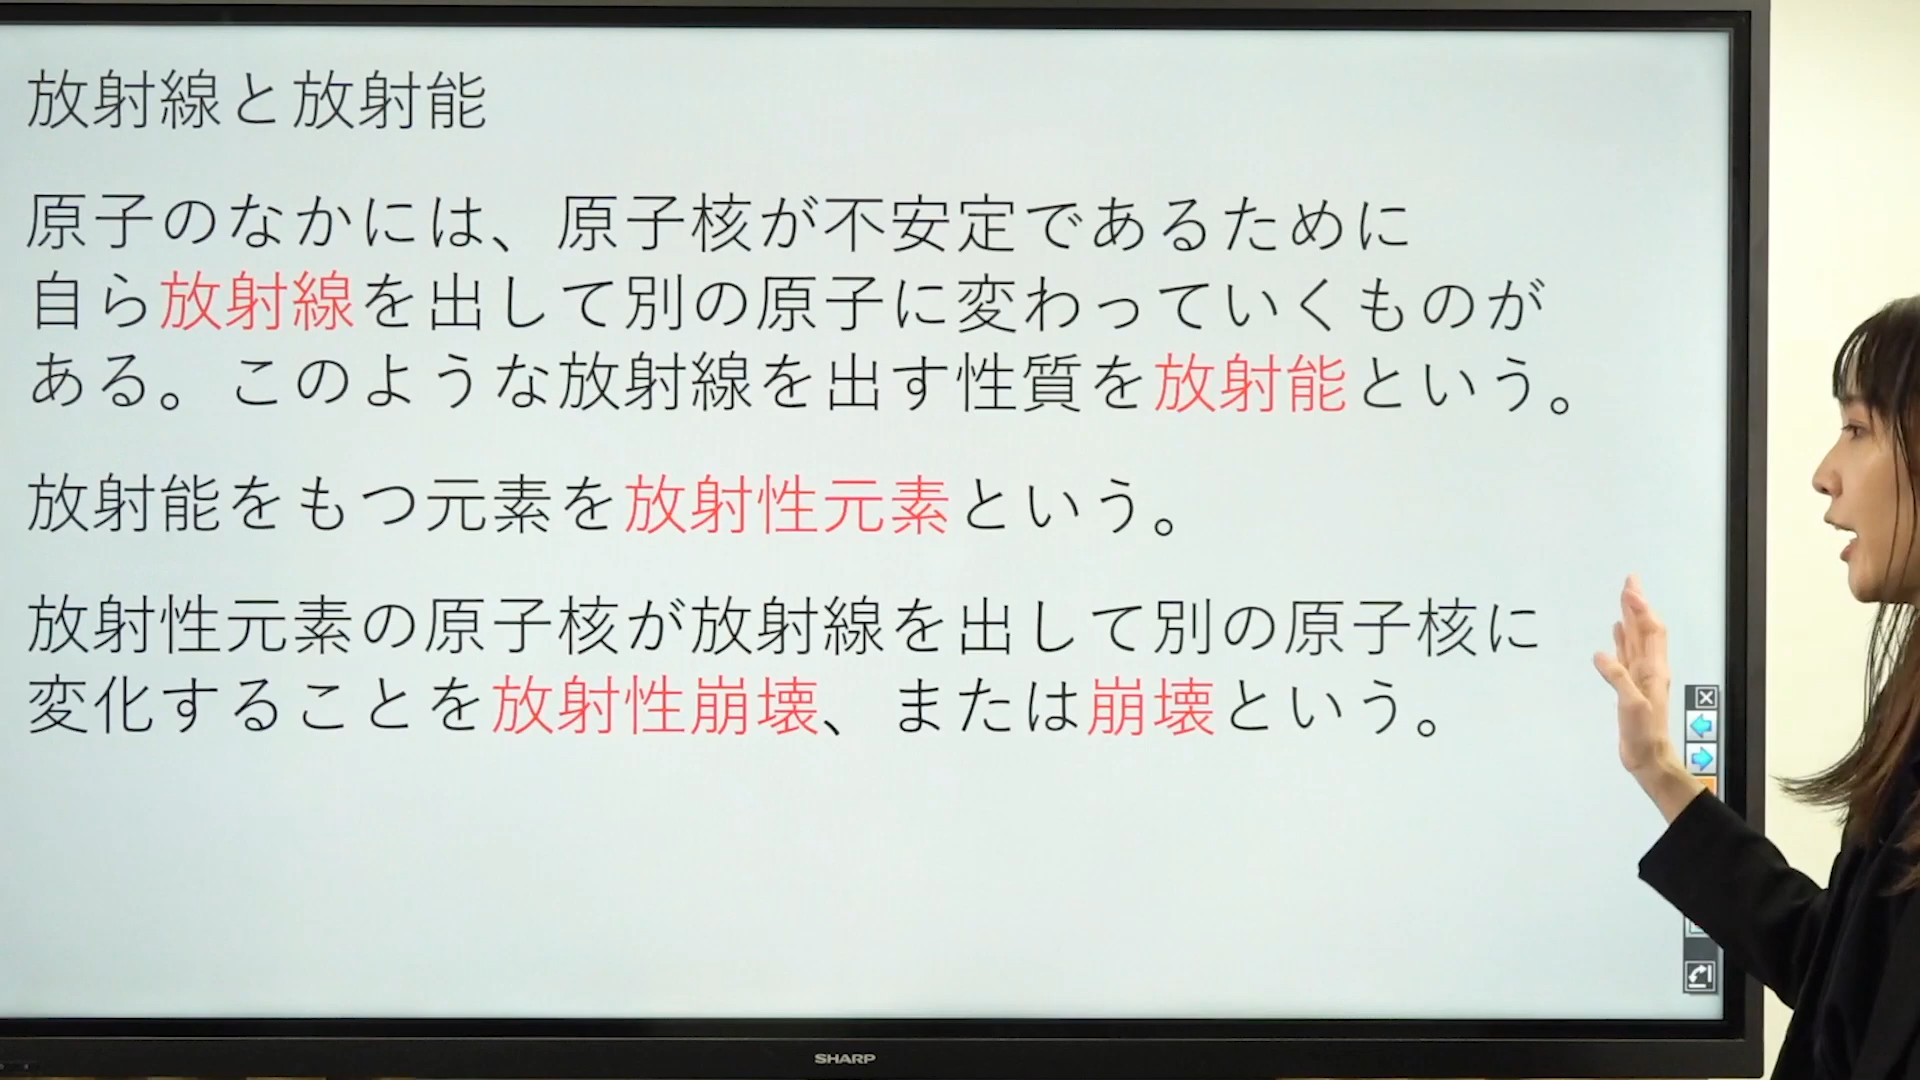 放射線と放射能
原子のなかには、原子核が不安定であるために
自ら放射線を出して別の原子に変わっていくものが
ある。このような放射線を出す性質を放射能という。
放射能をもつ元素を放射性元素という。
放射性元素の原子核が放射線を出して別の原子核に
変化することを放射性崩壊、または崩壊という。
SHARP